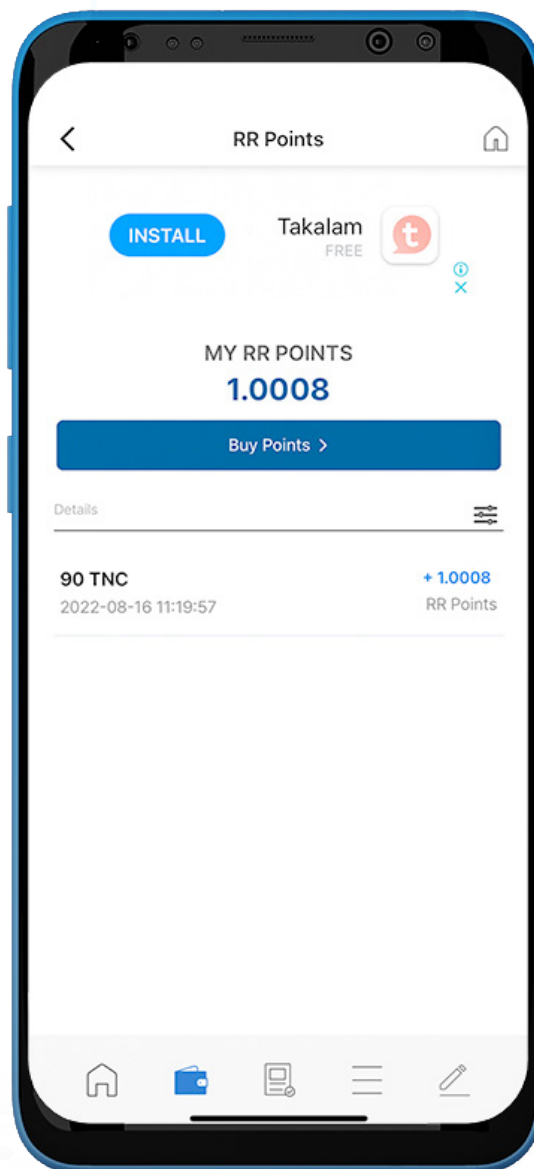 RR Points
INSTALL
Takalam
FREE
t
MY RR POINTS
1.0008
Buy Points >
Details
90 TNC
+ 1.0008
2022-08-16 11:19:57
RR Points